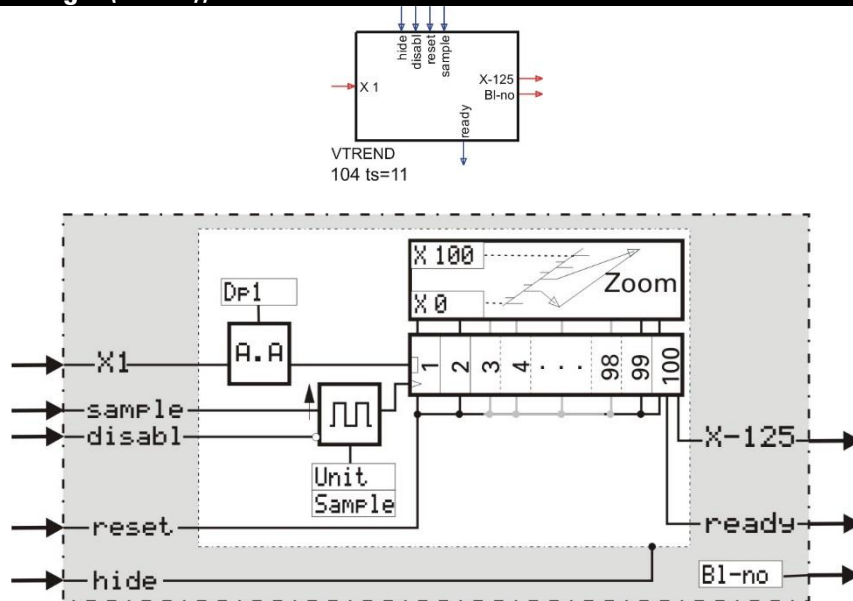 hide
disabl
reset
sample
X 1
X-125
Bl-no
ready
VTREND
104 ts=11
X 100
X 0
Zoom
Dp1
A.A
X1
1 2 3 4 . . . 98 99 100
sample
disabl
Unit
Sample
X-125
reset
ready
hide
Bl-no